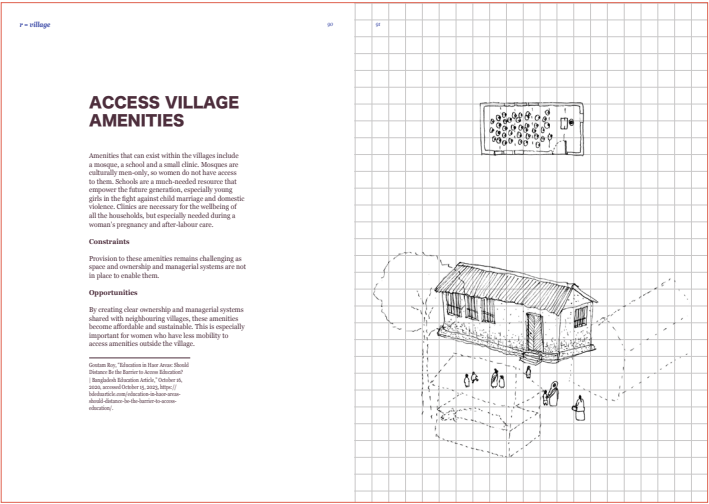 r = village
90
91
ACCESS VILLAGE
AMENITIES
Amenities that can exist within the villages include
a mosque, a school and a small clinic. Mosques are
culturally men-only, so women do not have access
to them. Schools are a much-needed resource that
empower the future generation, especially young
girls in the fight against child marriage and domestic
violence. Clinics are necessary for the wellbeing of
all the households, but especially needed during a
woman's pregnancy and after-labour care.
Constraints
Provision to these amenities remains challenging as
space and ownership and managerial systems are not
in place to enable them.
Opportunities
By creating clear ownership and managerial systems
shared with neighbouring villages, these amenities
become affordable and sustainable. This is especially
important for women who have less mobility to
access amenities outside the village.
Goutam Roy, "Education in Haor Areas: Should
Distance Be the Barrier to Access Education?
| Bangladesh Education Article," October 16,
2020, accessed October 15, 2023, https://
bdeduarticle.com/education-in-haor-areas-
should-distance-be-the-barrier-to-access-
education/.